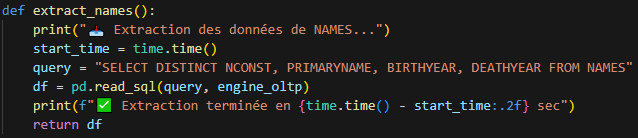 def extract_names():
    print("📥 Extraction des données de NAMES...")
    start_time = time.time()
    query = "SELECT DISTINCT NCONST, PRIMARYNAME, BIRTHYEAR, DEATHYEAR FROM NAMES"
    df = pd.read_sql(query, engine_oltp)
    print(f"✅ Extraction terminée en {time.time() - start_time:.2f} sec")
    return df